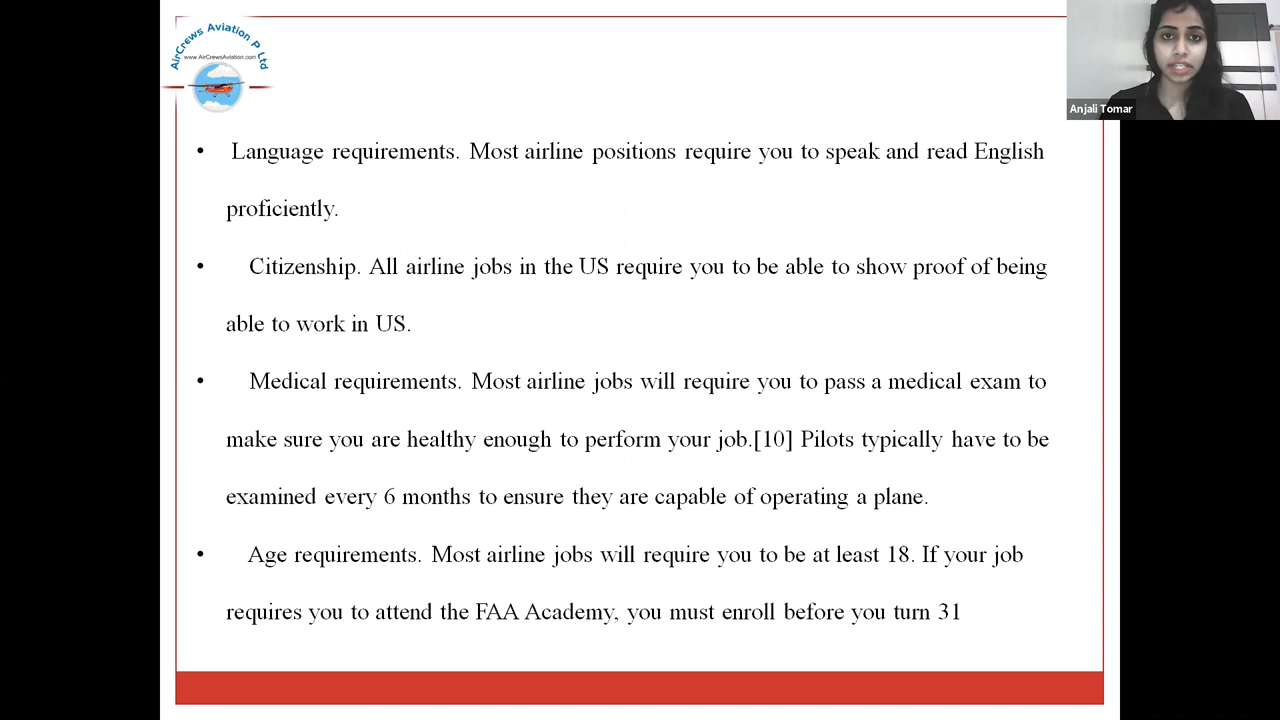 AirCrews Aviation P Ltd
www.AirCrewsAviation.com
Anjali Tomar
• Language requirements. Most airline positions require you to speak and read English
proficiently.
• Citizenship. All airline jobs in the US require you to be able to show proof of being
able to work in US.
• Medical requirements. Most airline jobs will require you to pass a medical exam to
make sure you are healthy enough to perform your job.[10] Pilots typically have to be
examined every 6 months to ensure they are capable of operating a plane.
• Age requirements. Most airline jobs will require you to be at least 18. If your job
requires you to attend the FAA Academy, you must enroll before you turn 31